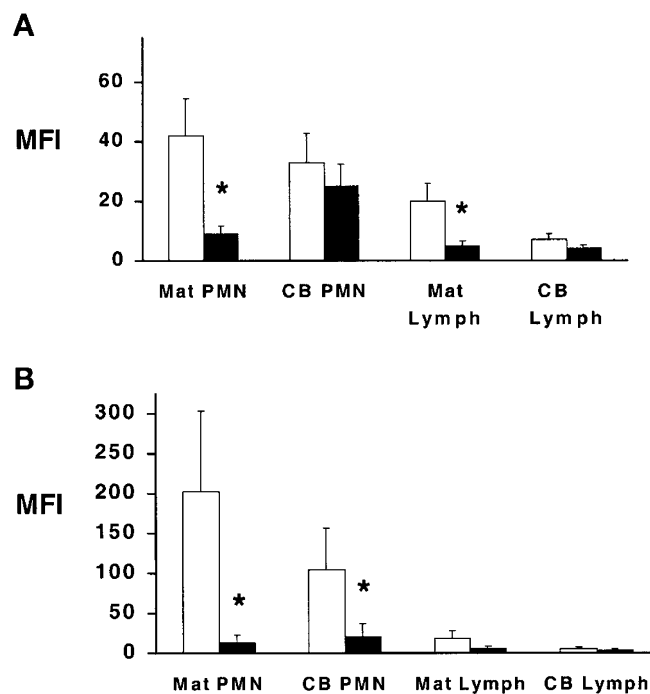 A
60
MFI
40
*
*
20
0
Mat PMN CB PMN Mat CB
Lymph Lymph
B
300
250
MFI
200
150
100
*
*
50
0
Mat PMN CB PMN Mat Lymph CB Lymph